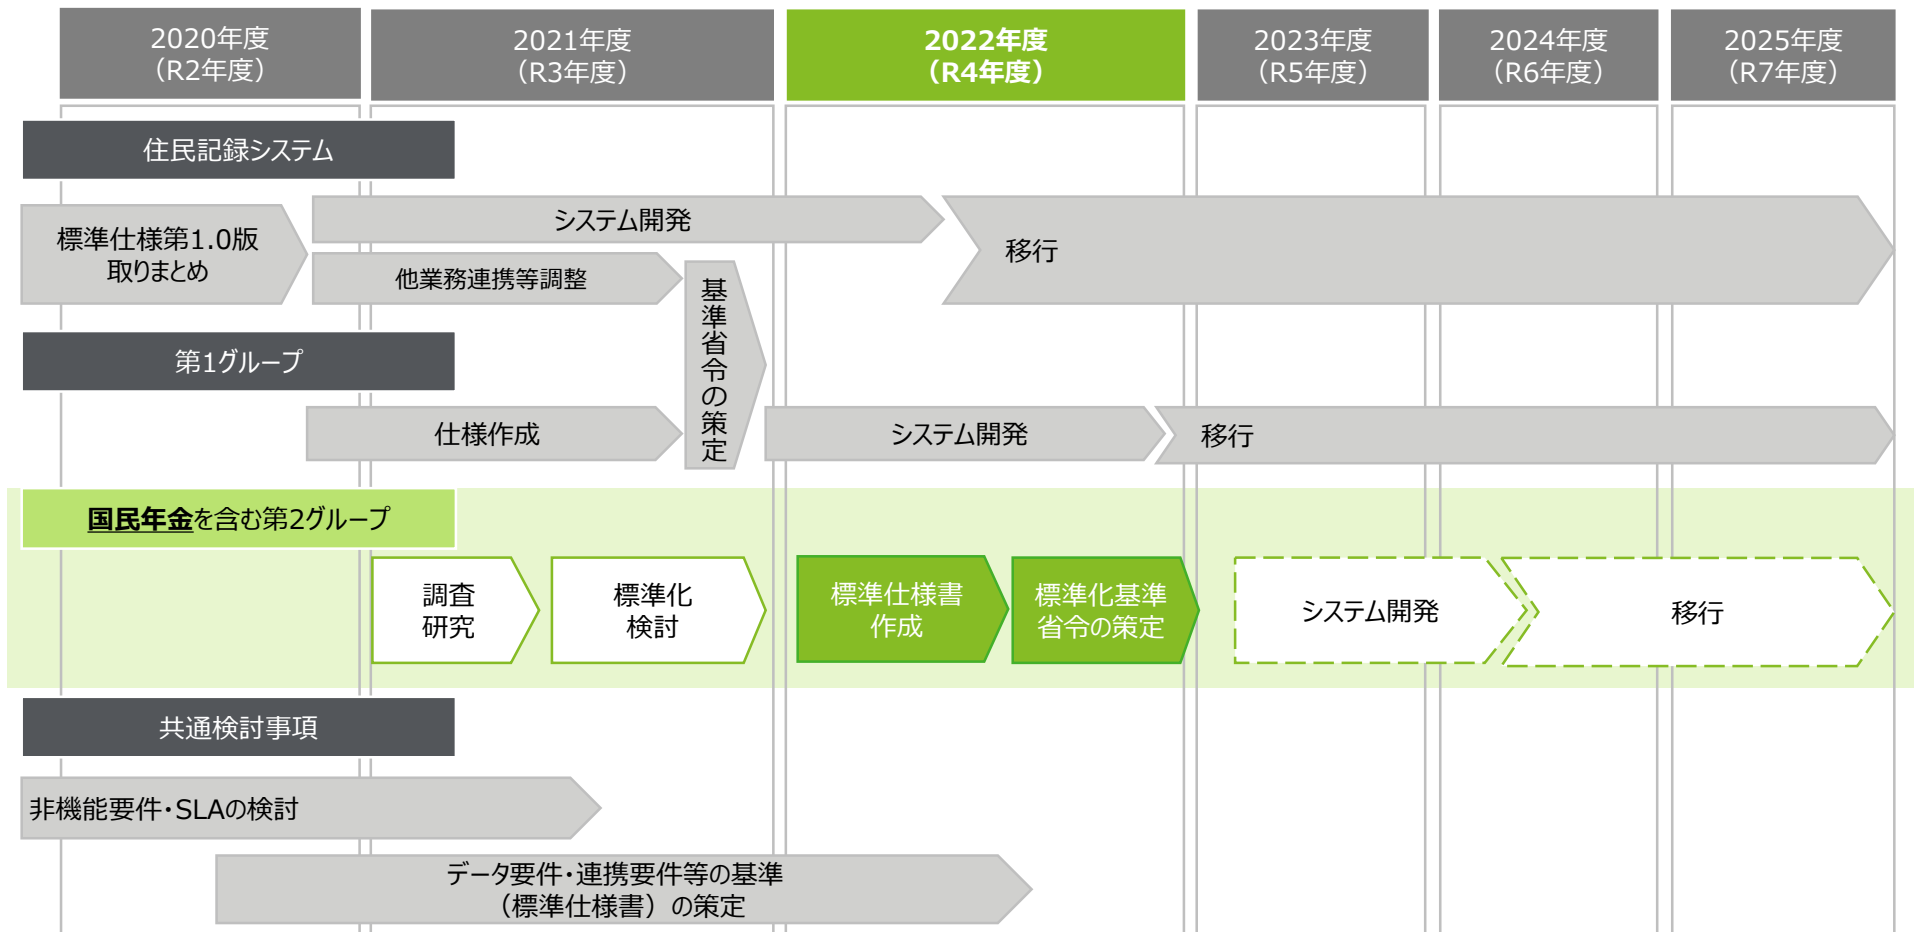 2020年度
（R2年度）
2021年度
（R3年度）
2022年度
（R4年度）
2023年度
（R5年度）
2024年度
（R6年度）
2025年度
（R7年度）
住民記録システム
標準仕様第1.0版
取りまとめ
システム開発
移行
他業務連携等調整
基準省令の策定
第1グループ
仕様作成
システム開発
移行
国民年金を含む第2グループ
調査
研究
標準化
検討
標準仕様書
作成
標準化基準
省令の策定
システム開発
移行
共通検討事項
非機能要件・SLAの検討
データ要件・連携要件等の基準
（標準仕様書）の策定